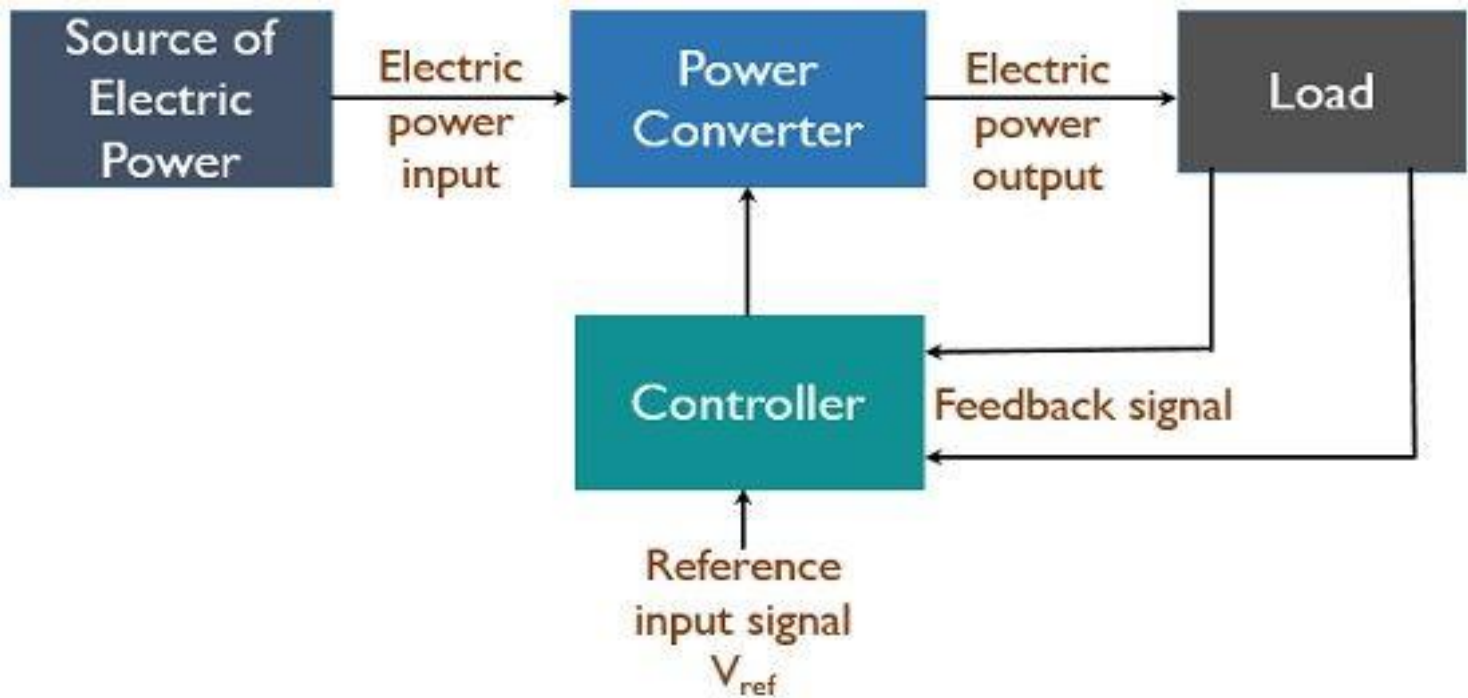 Source of
Electric
Power
Electric
power
input
Power
Converter
Electric
power
output
Load
Controller
Feedback signal
Reference
input signal
V_ref